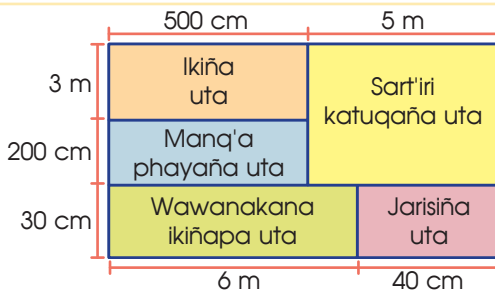 500 cm
5 m
3 m
Ikiña
uta
Sart'iri
katuqaña uta
200 cm
Manq'a
phayaña uta
30 cm
Wawanakana
ikiñapa uta
Jarisiña
uta
6 m
40 cm